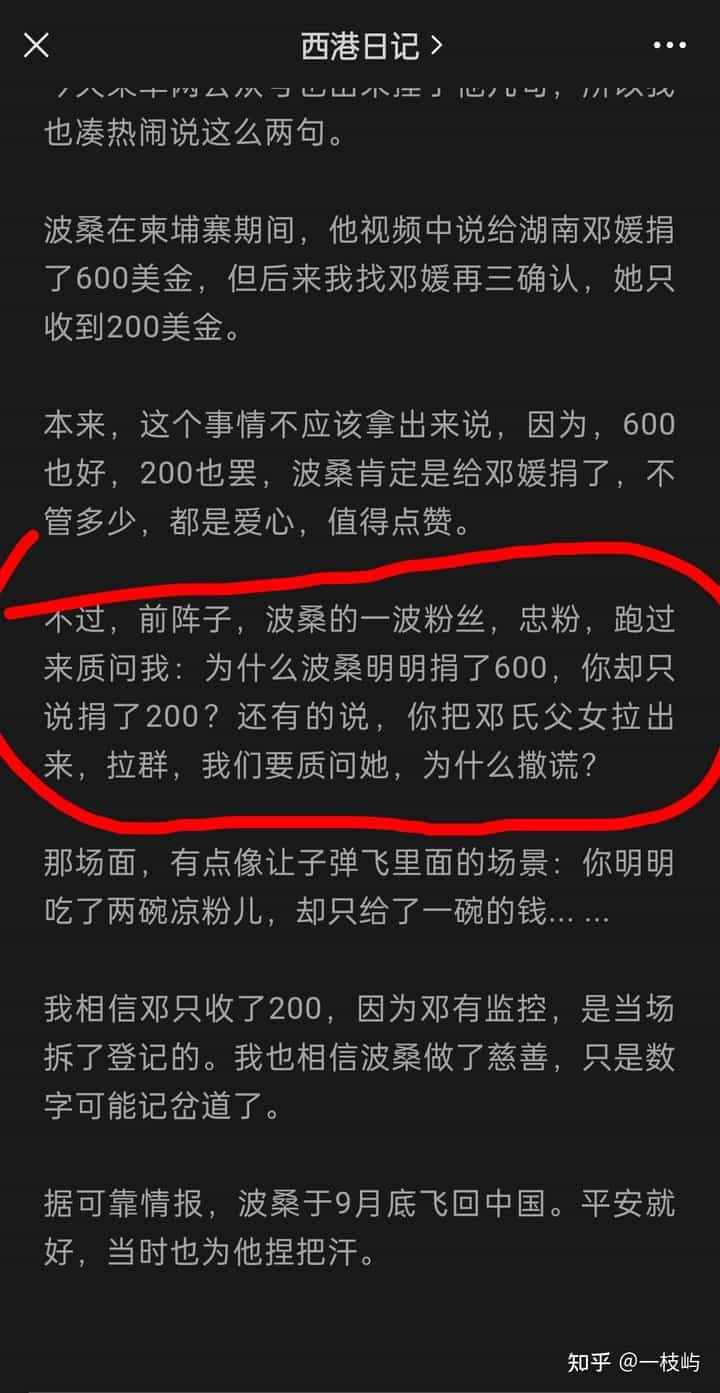 西港日记
也凑热闹说这么两句。
波桑在柬埔寨期间，他视频中说给湖南邓媛捐
了600美金，但后来我找邓媛再三确认，她只
收到200美金。
本来，这个事情不应该拿出来说，因为，600
也好，200也罢，波桑肯定是给邓媛捐了，不
管多少，都是爱心，值得点赞。
不过，前阵子，波桑的一波粉丝，忠粉，跑过
来质问我：为什么波桑明明捐了600，你却只
说捐了200？还有的说，你把邓氏父女拉出
来，拉群，我们要质问她，为什么撒谎？
那场面，有点像让子弹飞里面的场景：你明明
吃了两碗凉粉儿，却只给了一碗的钱... ...
我相信邓只收了200，因为邓有监控，是当场
拆了登记的。我也相信波桑做了慈善，只是数
字可能记岔道了。
据可靠情报，波桑于9月底飞回中国。平安就
好，当时也为他捏把汗。
知乎 @一枝屿